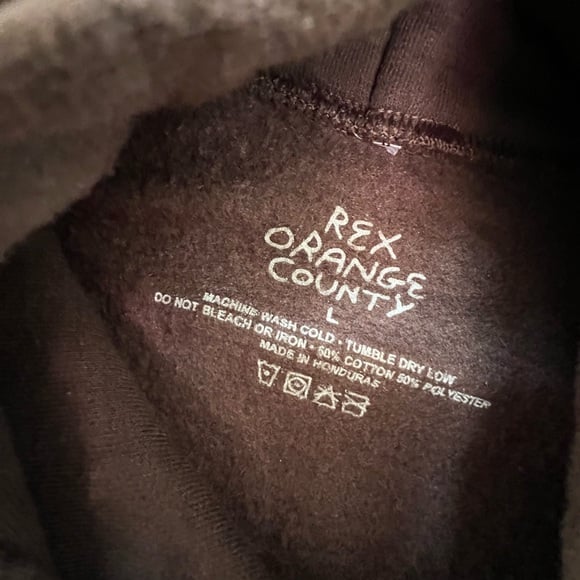 REX
ORANGE
COUNTY
L
MACHINE WASH COLD • TUMBLE DRY LOW
DO NOT BLEACH OR IRON • 50% COTTON 50% POLYESTER
MADE IN HONDURAS